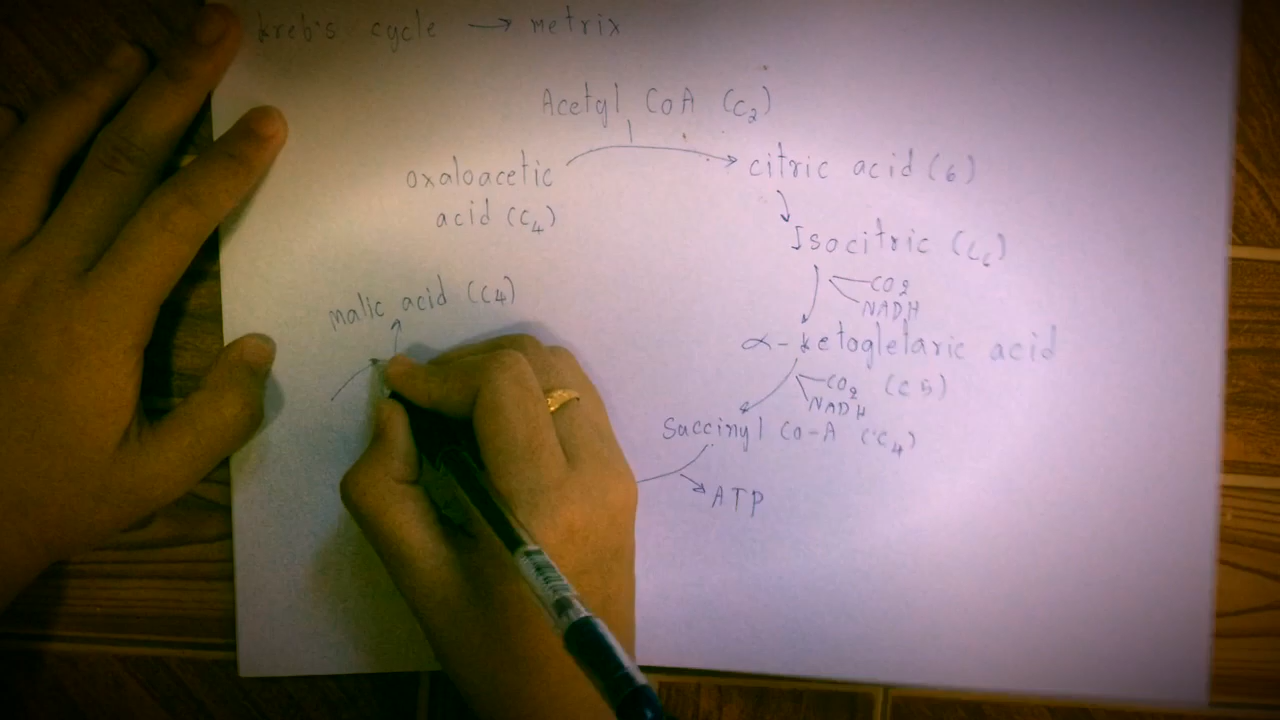 kreb's cycle → metrix
Acetyl CoA (C2)
oxaloacetic
acid (C4)
citric acid (6)
Isocitric (C6)
CO2
NADH
malic acid (C4)
α-ketogletaric acid
CO2 (C5)
NADH
Succinyl Co-A (C4)
ATP